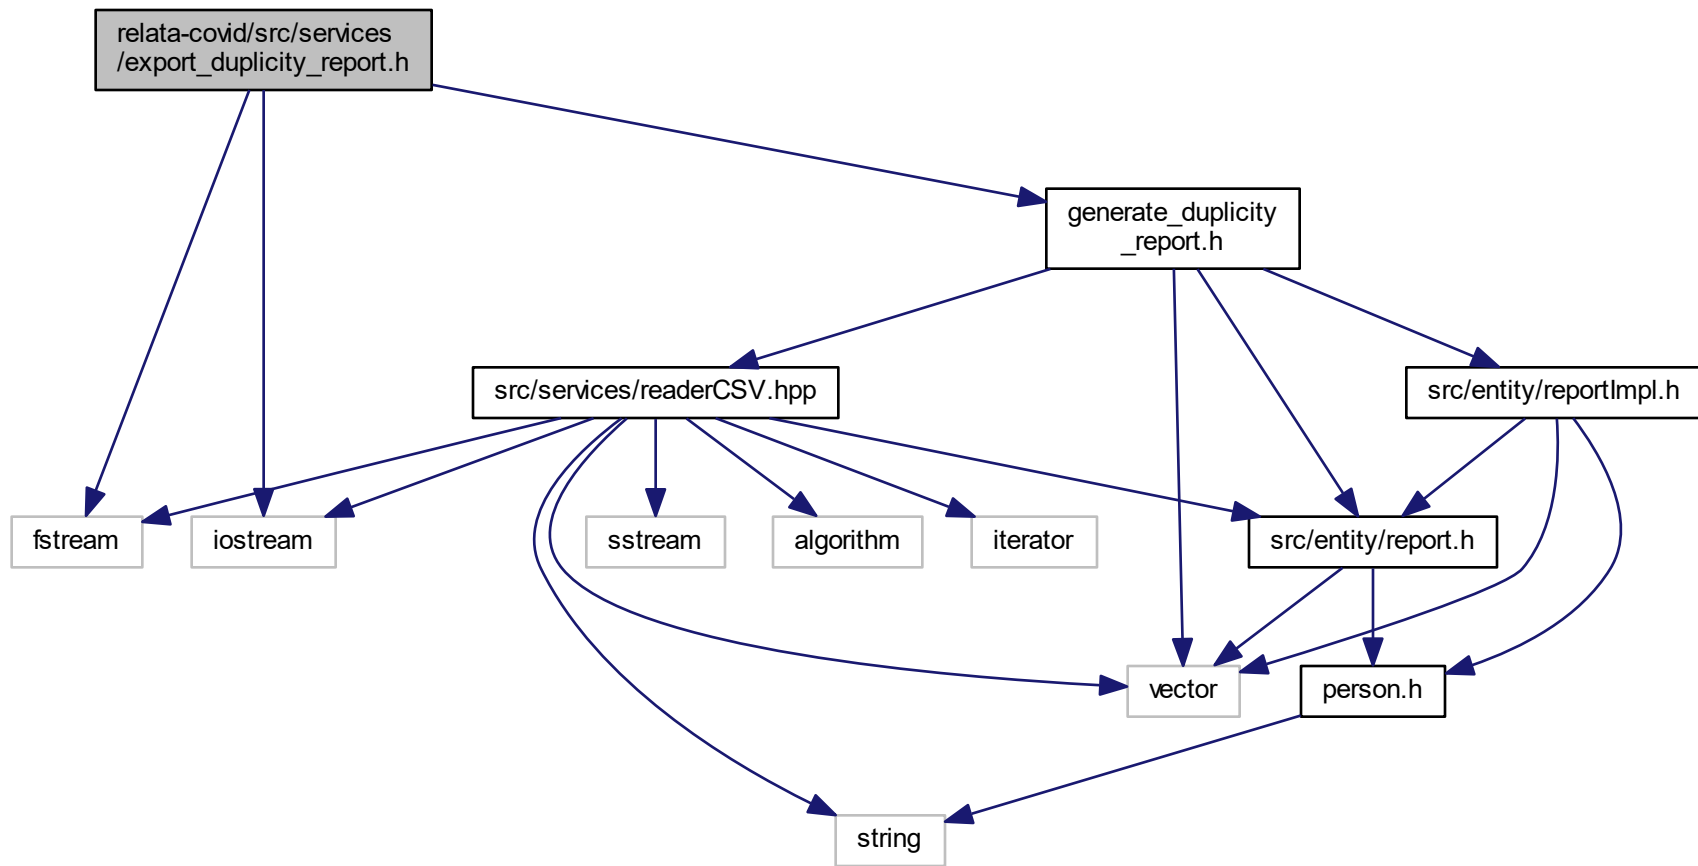 relata-covid/src/services
/export_duplicity_report.h
generate_duplicity
_report.h
src/services/readerCSV.hpp
src/entity/reportImpl.h
fstream
iostream
sstream
algorithm
iterator
src/entity/report.h
vector
person.h
string